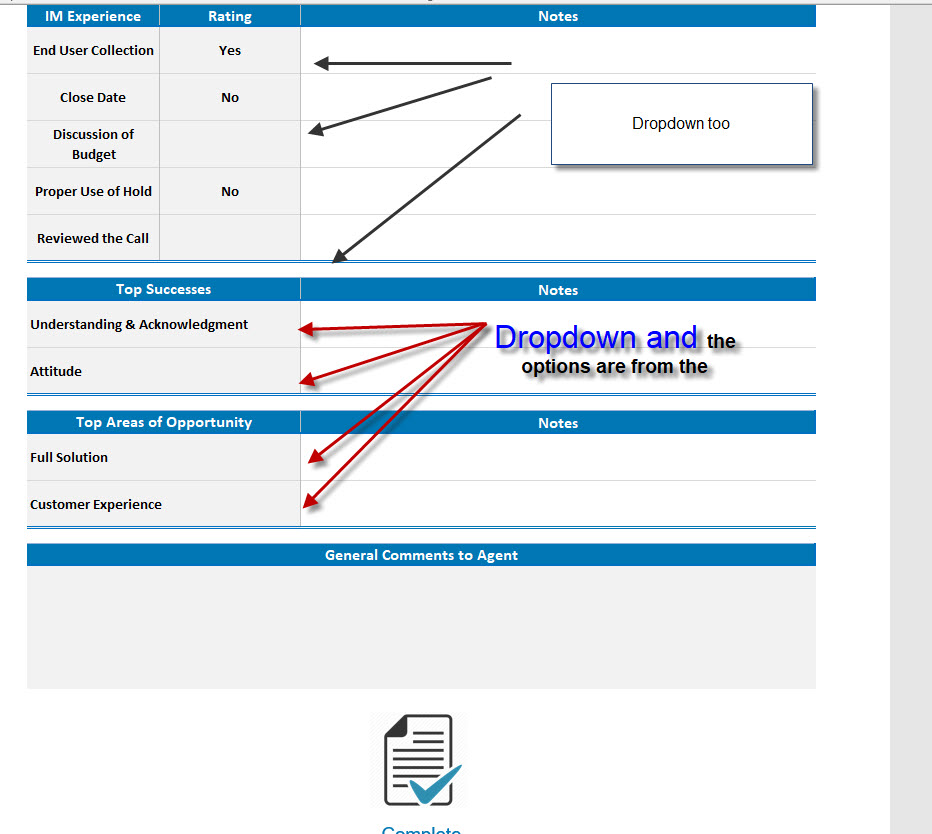 IM Experience Rating Notes
End User Collection Yes
Close Date No
Dropdown too
Discussion of
Budget
Proper Use of Hold No
Reviewed the Call
Top Successes Notes
Understanding & Acknowledgment
Dropdown and the
options are from the
Attitude
Top Areas of Opportunity Notes
Full Solution
Customer Experience
General Comments to Agent
Complete